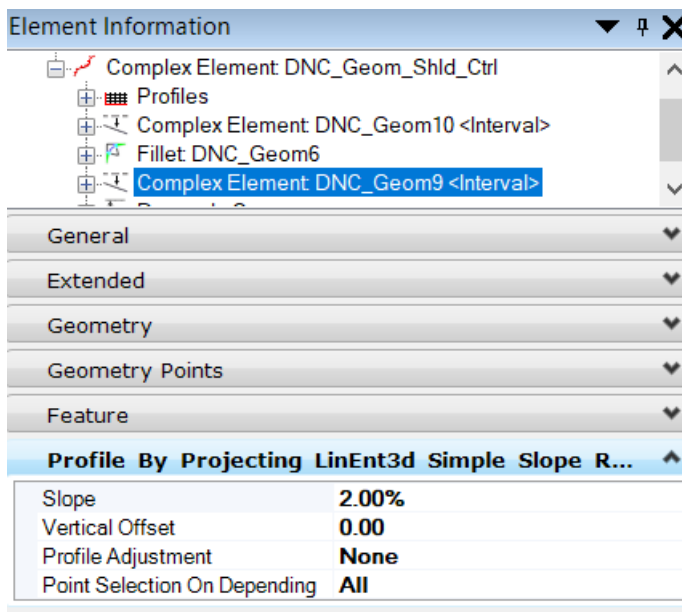 Element Information
Complex Element: DNC_Geom_Shld_Ctrl
Profiles
Complex Element: DNC_Geom10 <Interval>
Fillet: DNC_Geom6
Complex Element: DNC_Geom9 <Interval>
General
Extended
Geometry
Geometry Points
Feature
Profile By Projecting LinEnt3d Simple Slope R...
Slope 2.00%
Vertical Offset 0.00
Profile Adjustment None
Point Selection On Depending All